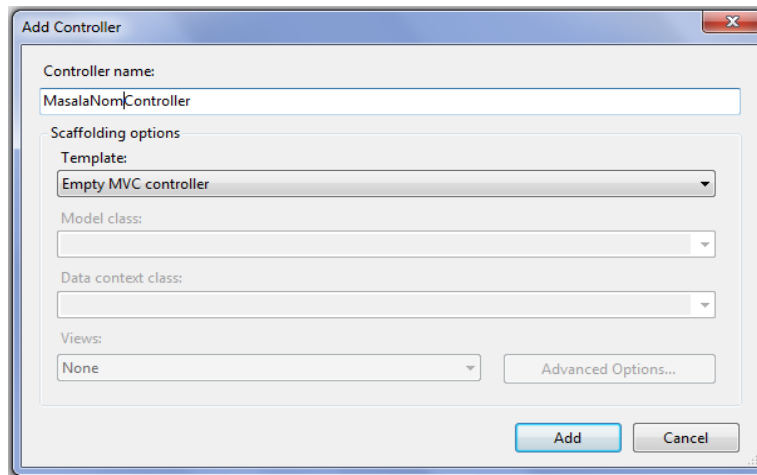 Add Controller
Controller name:
MasalaNomController
Scaffolding options
Template:
Empty MVC controller
Model class:
Data context class:
Views:
None
Advanced Options...
Add
Cancel